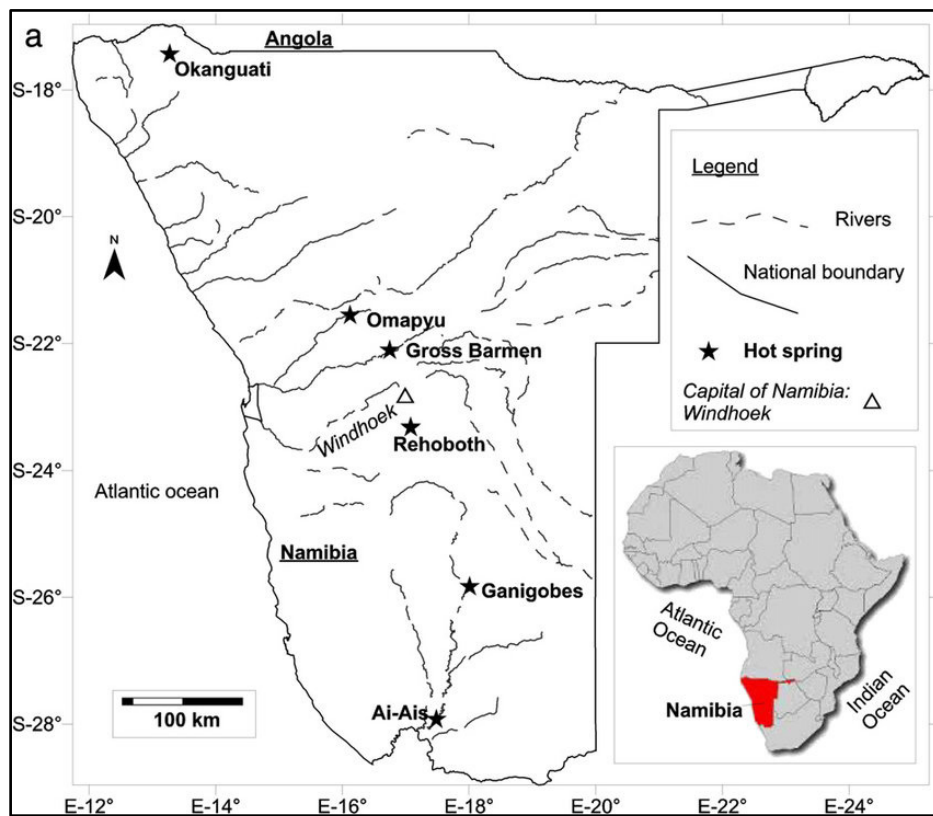 a
Angola
Okanguati
S-18°
Legend
Rivers
S-20°
N
National boundary
Omapyu
Hot spring
S-22°
Gross Barmen
Capital of Namibia:
Windhoek
Windhoek
Rehoboth
S-24°
Atlantic ocean
Namibia
Ganigobes
S-26°
Atlantic
Ocean
Indian
Ocean
Namibia
100 km
Ai-Ais
S-28°
E-12°
E-14°
E-16°
E-18°
E-20°
E-22°
E-24°